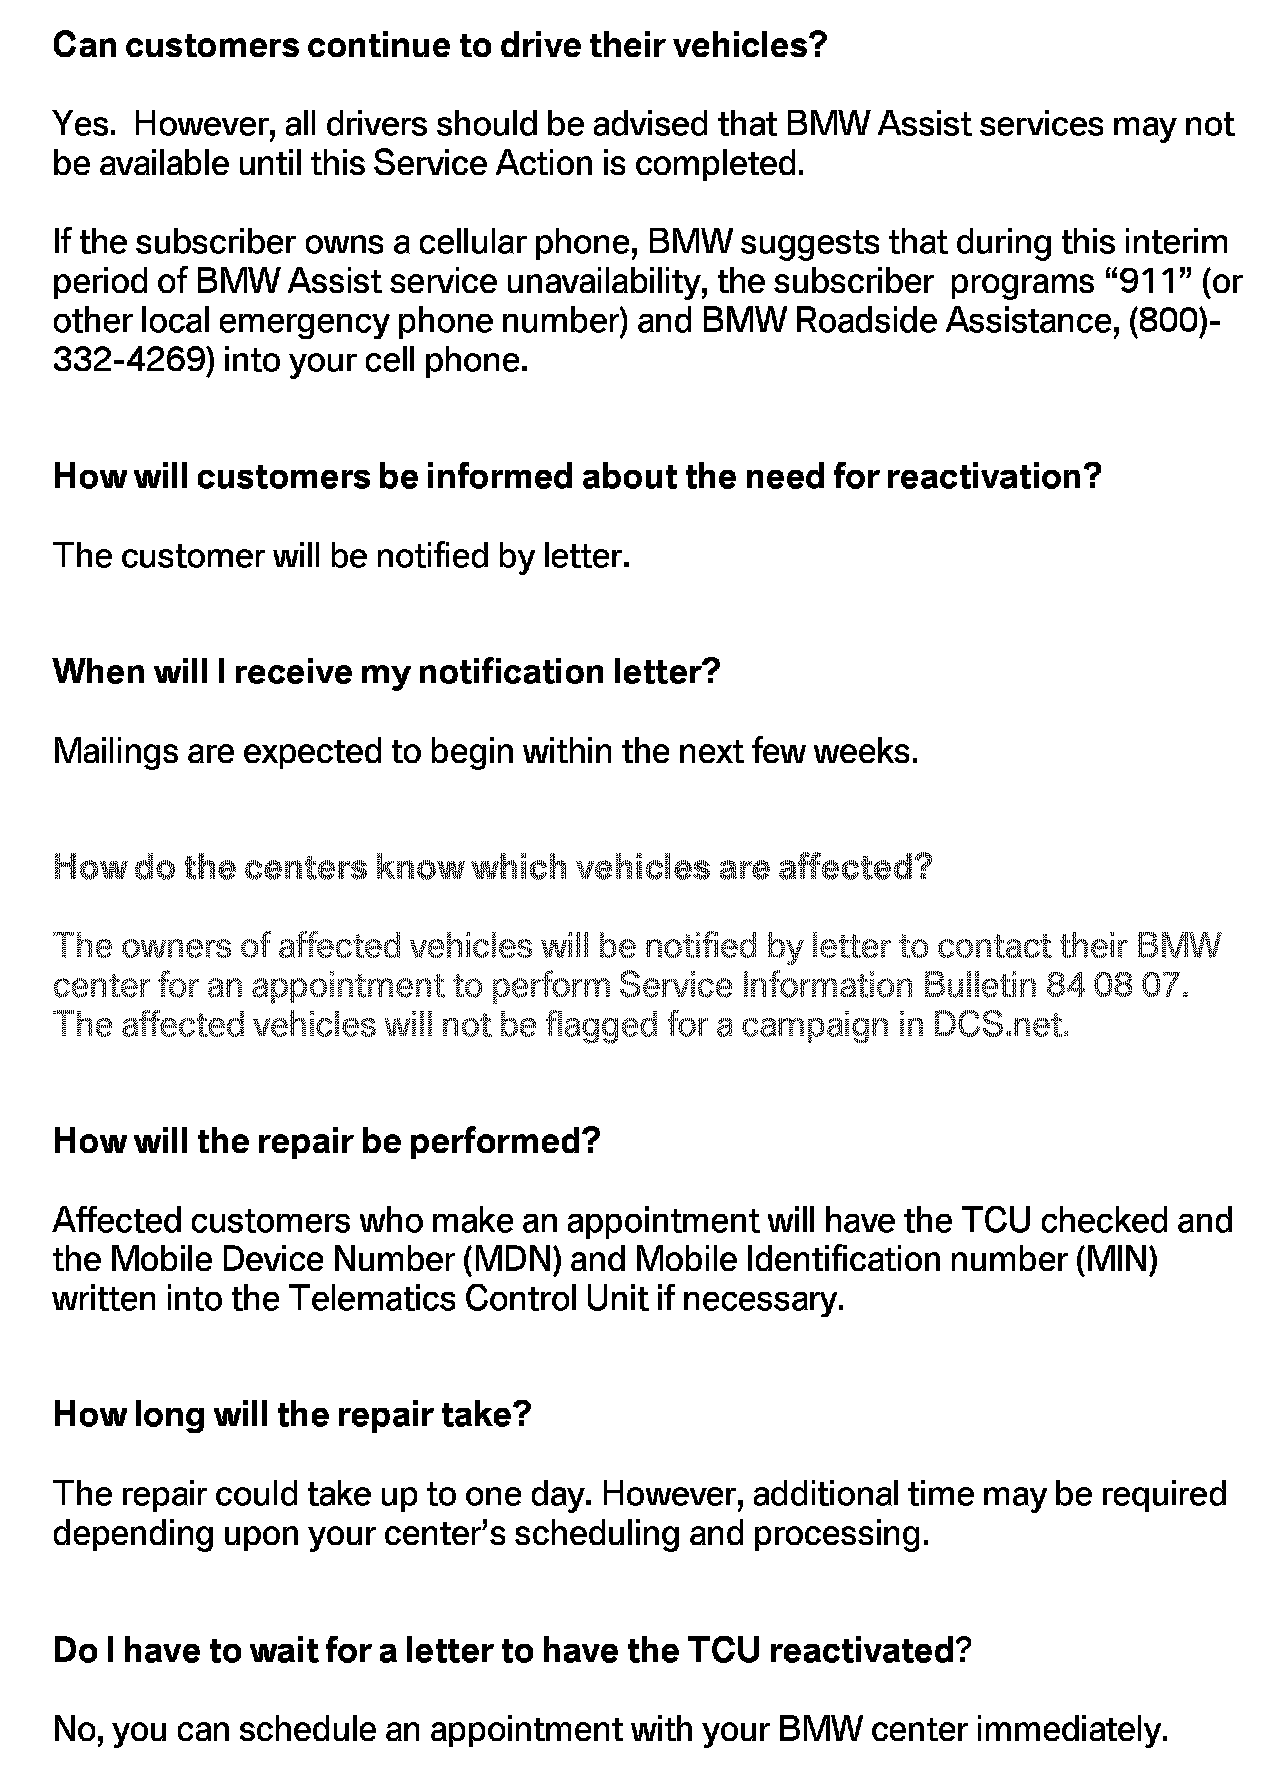 Can customers continue to drive their vehicles?
Yes.  However, all drivers should be advised that BMW Assist services may not
be available until this Service Action is completed.
If the subscriber owns a cellular phone, BMW suggests that during this interim
period of BMW Assist service unavailability, the subscriber  programs “911” (or
other local emergency phone number) and BMW Roadside Assistance, (800)-
332-4269) into your cell phone.
How will customers be informed about the need for reactivation?
The customer will be notified by letter.
When will I receive my notification letter?
Mailings are expected to begin within the next few weeks.
How do the centers know which vehicles are affected?
The owners of affected vehicles will be notified by letter to contact their BMW
center for an appointment to perform Service Information Bulletin 84 08 07.
The affected vehicles will not be flagged for a campaign in DCS.net.
How will the repair be performed?
Affected customers who make an appointment will have the TCU checked and
the Mobile Device Number (MDN) and Mobile Identification number (MIN)
written into the Telematics Control Unit if necessary.
How long will the repair take?
The repair could take up to one day. However, additional time may be required
depending upon your center’s scheduling and processing.
Do I have to wait for a letter to have the TCU reactivated?
No, you can schedule an appointment with your BMW center immediately.